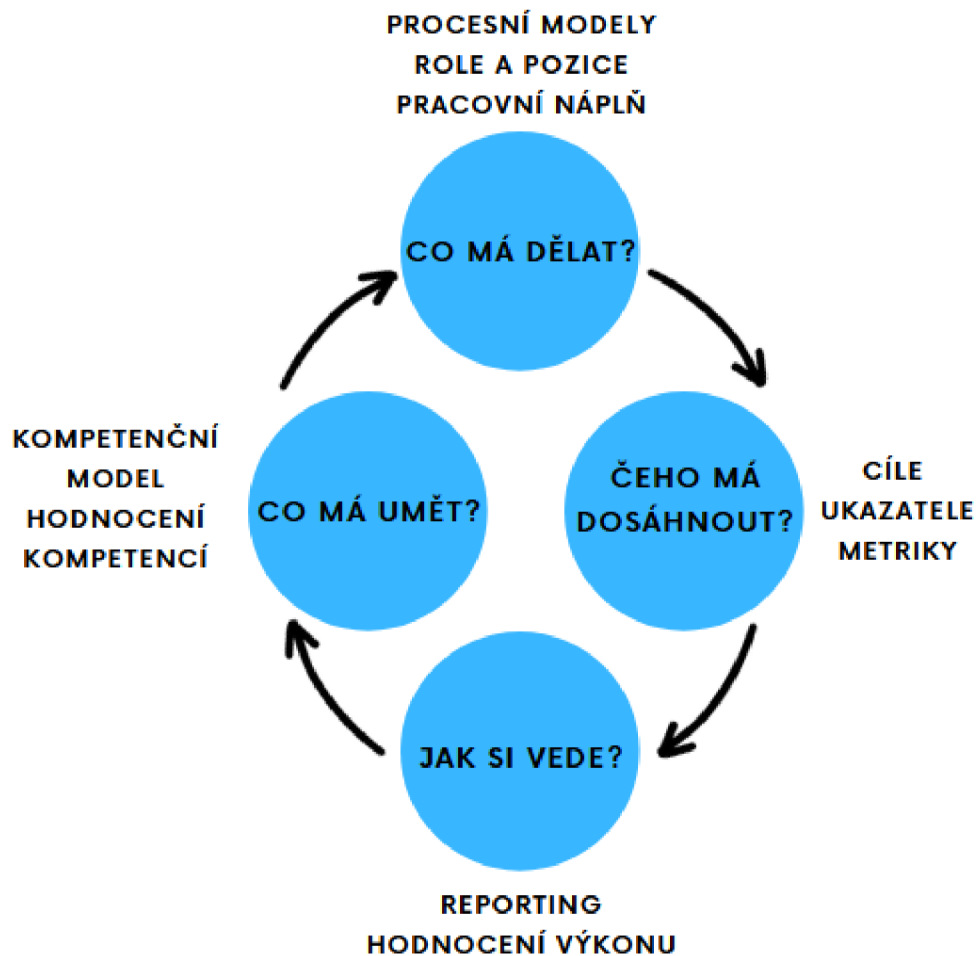 PROCESNÍ MODELY
ROLE A POZICE
PRACOVNÍ NÁPLŇ
CO MÁ DĚLAT?
ČEHO MÁ
DOSÁHNOUT?
CÍLE
UKAZATELE
METRIKY
JAK SI VEDE?
REPORTING
HODNOCENÍ VÝKONU
CO MÁ UMĚT?
KOMPETENČNÍ
MODEL
HODNOCENÍ
KOMPETENCÍ